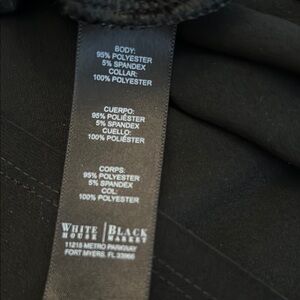 BODY:
95% POLYESTER
5% SPANDEX
COLLAR:
100% POLYESTER
CUERPO:
95% POLIÉSTER
5% SPANDEX
CUELLO:
100% POLIÉSTER
CORPS:
95% POLYESTER
5% SPANDEX
COL:
100% POLYESTER
WHITE | BLACK
HOUSE | MARKET
11215 METRO PARKWAY
FORT MYERS, FL 33966